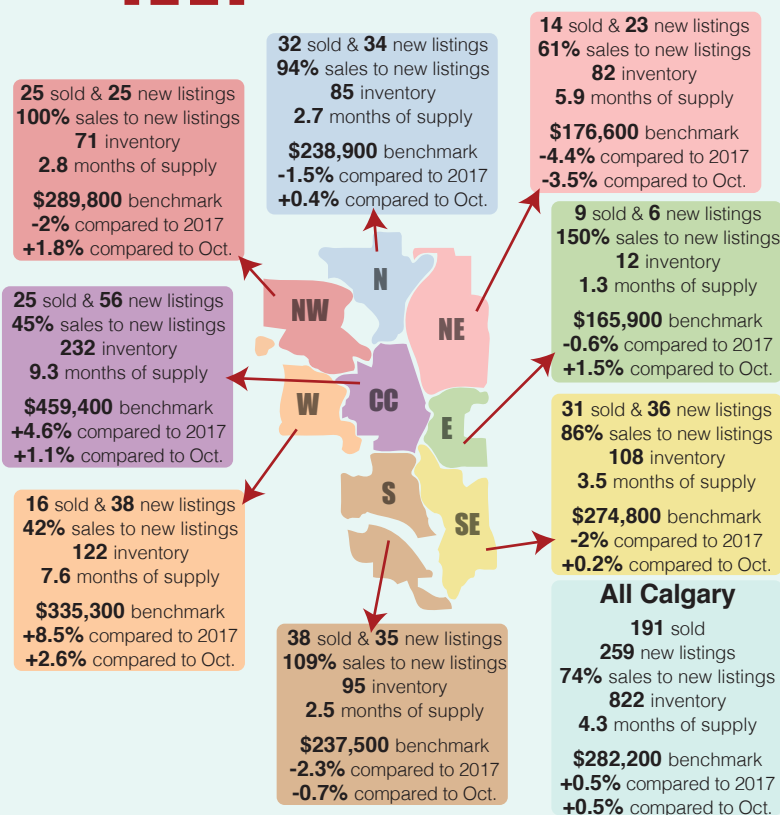 32 sold & 34 new listings
94% sales to new listings
85 inventory
2.7 months of supply
$238,900 benchmark
-1.5% compared to 2017
+0.4% compared to Oct.
14 sold & 23 new listings
61% sales to new listings
82 inventory
5.9 months of supply
$176,600 benchmark
-4.4% compared to 2017
-3.5% compared to Oct.
25 sold & 25 new listings
100% sales to new listings
71 inventory
2.8 months of supply
$289,800 benchmark
-2% compared to 2017
+1.8% compared to Oct.
9 sold & 6 new listings
150% sales to new listings
12 inventory
1.3 months of supply
$165,900 benchmark
-0.6% compared to 2017
+1.5% compared to Oct.
N
NW
NE
W
CC
E
S
SE
25 sold & 56 new listings
45% sales to new listings
232 inventory
9.3 months of supply
$459,400 benchmark
+4.6% compared to 2017
+1.1% compared to Oct.
31 sold & 36 new listings
86% sales to new listings
108 inventory
3.5 months of supply
$274,800 benchmark
-2% compared to 2017
+0.2% compared to Oct.
16 sold & 38 new listings
42% sales to new listings
122 inventory
7.6 months of supply
$335,300 benchmark
+8.5% compared to 2017
+2.6% compared to Oct.
38 sold & 35 new listings
109% sales to new listings
95 inventory
2.5 months of supply
$237,500 benchmark
-2.3% compared to 2017
-0.7% compared to Oct.
All Calgary
191 sold
259 new listings
74% sales to new listings
822 inventory
4.3 months of supply
$282,200 benchmark
+0.5% compared to 2017
+0.5% compared to Oct.